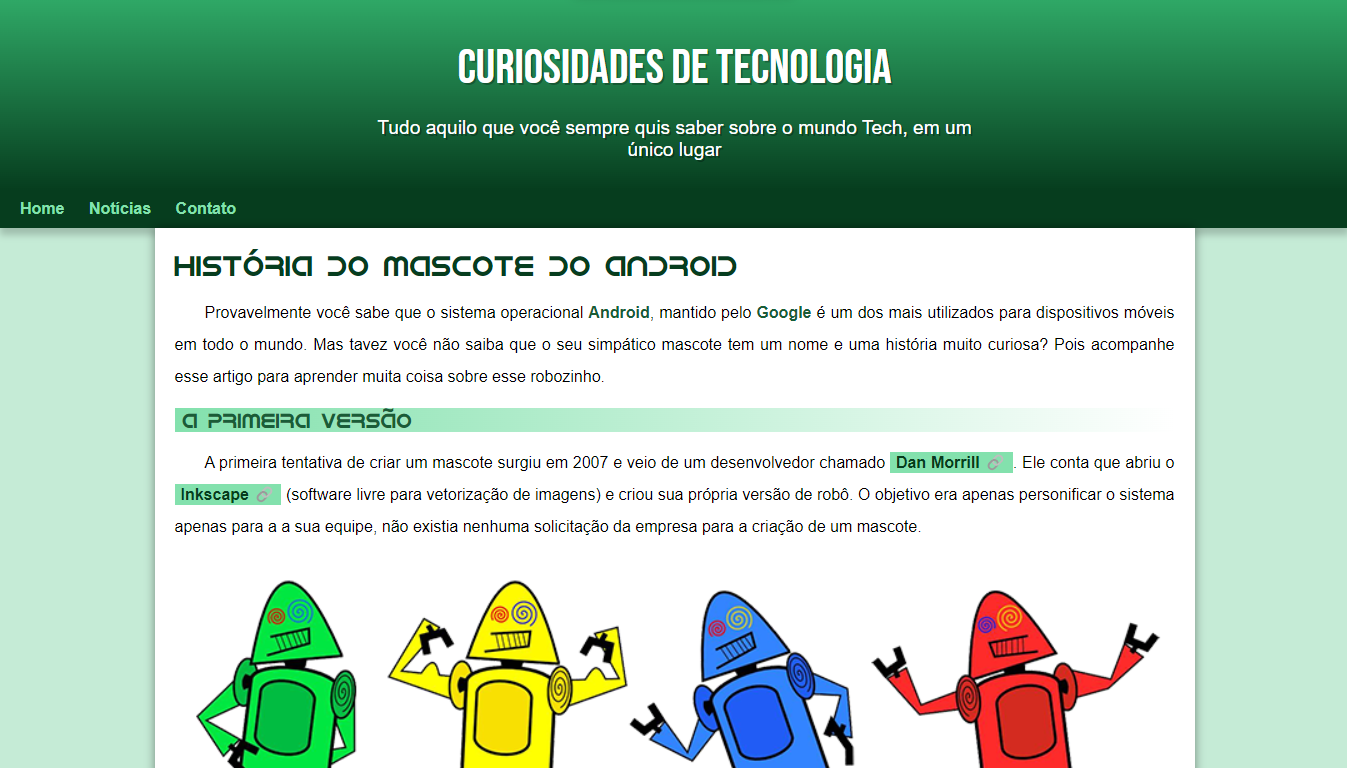 CURIOSIDADES DE TECNOLOGIA
Tudo aquilo que você sempre quis saber sobre o mundo Tech, em um
único lugar
Home Notícias Contato
HISTÓRIA DO MASCOTE DO ANDROID
Provavelmente você sabe que o sistema operacional Android, mantido pelo Google é um dos mais utilizados para dispositivos móveis
em todo o mundo. Mas tavez você não saiba que o seu simpático mascote tem um nome e uma história muito curiosa? Pois acompanhe
esse artigo para aprender muita coisa sobre esse robozinho.
A PRIMEIRA VERSÃO
A primeira tentativa de criar um mascote surgiu em 2007 e veio de um desenvolvedor chamado Dan Morrill . Ele conta que abriu o
Inkscape (software livre para vetorização de imagens) e criou sua própria versão de robô. O objetivo era apenas personificar o sistema
apenas para a a sua equipe, não existia nenhuma solicitação da empresa para a criação de um mascote.